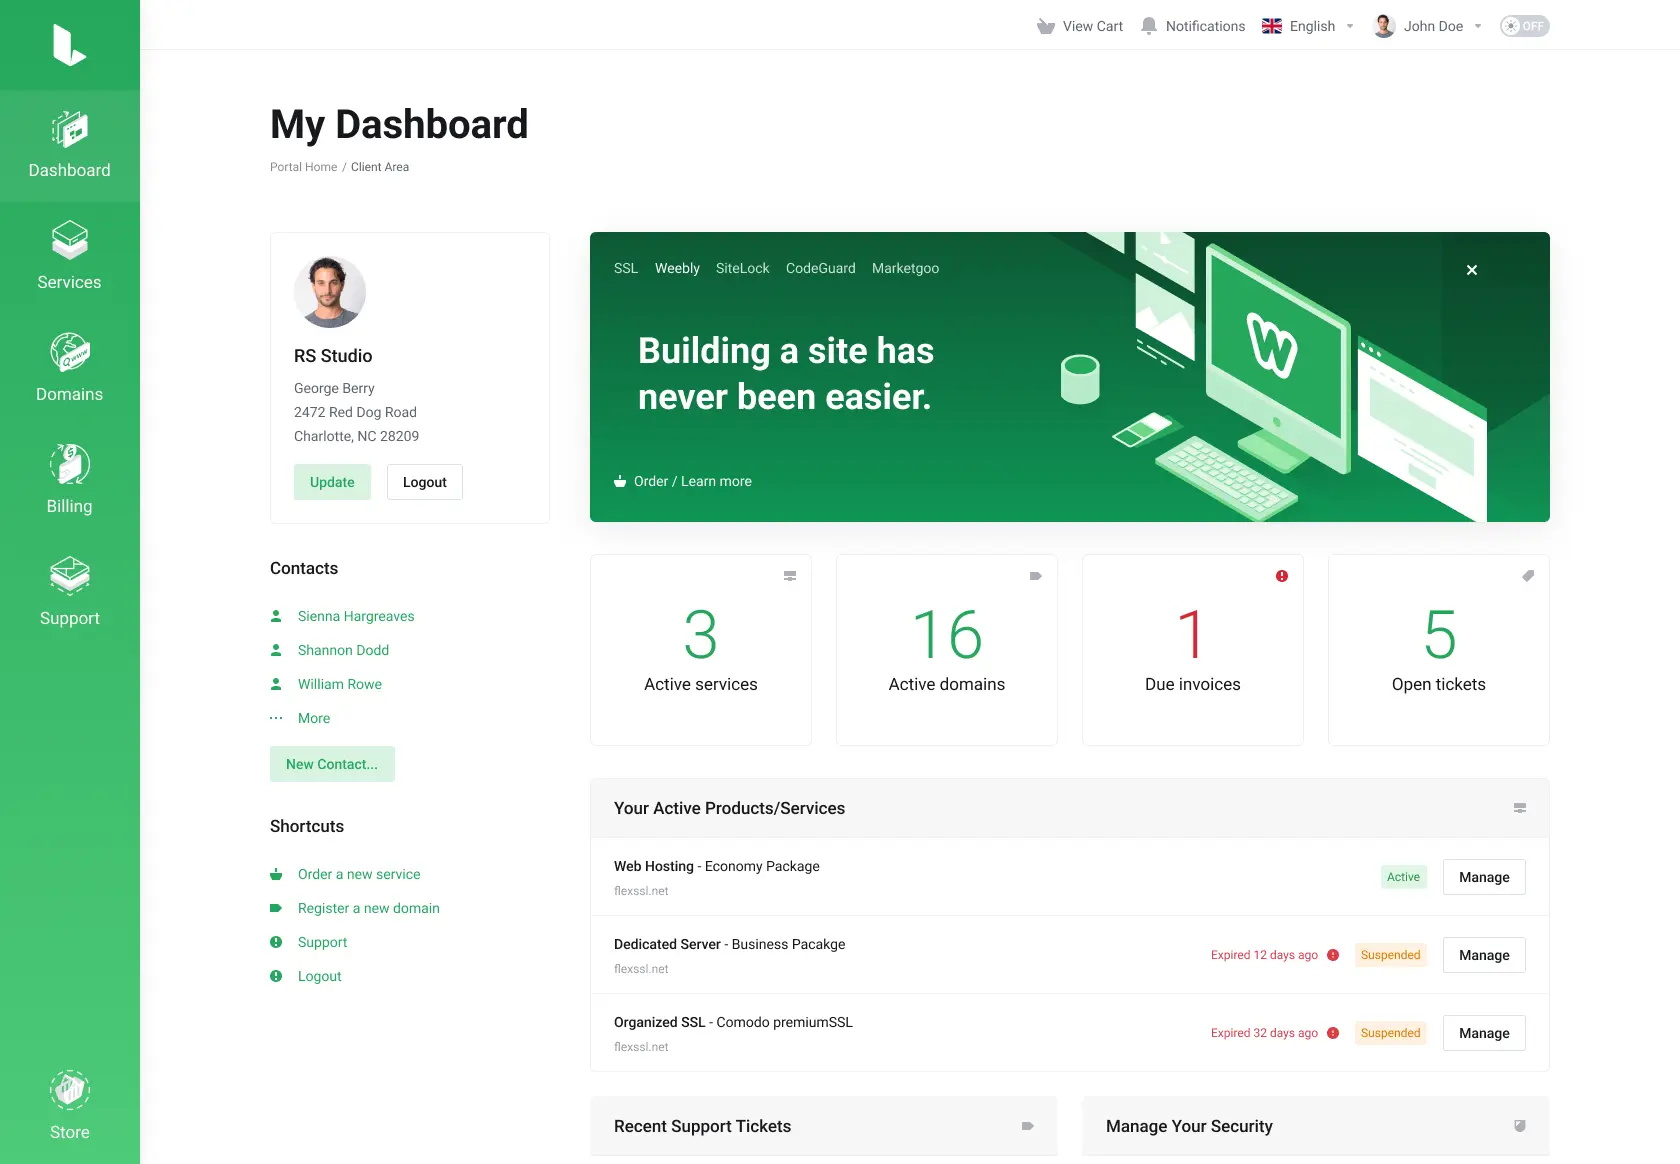 View Cart
Notifications
English
John Doe
OFF
Dashboard
Services
Domains
Billing
Support
Store
My Dashboard
Portal Home / Client Area
RS Studio
George Berry
2472 Red Dog Road
Charlotte, NC 28209
Update
Logout
Contacts
Sienna Hargreaves
Shannon Dodd
William Rowe
More
New Contact...
Shortcuts
Order a new service
Register a new domain
Support
Logout
SSL Weebly SiteLock CodeGuard Marketgoo
Building a site has
never been easier.
Order / Learn more
W
3
Active services
16
Active domains
1
Due invoices
5
Open tickets
Your Active Products/Services
Web Hosting - Economy Package
flexssl.net
Active
Manage
Dedicated Server - Business Pacakge
flexssl.net
Expired 12 days ago
Suspended
Manage
Organized SSL - Comodo premiumSSL
flexssl.net
Expired 32 days ago
Suspended
Manage
Recent Support Tickets
Manage Your Security